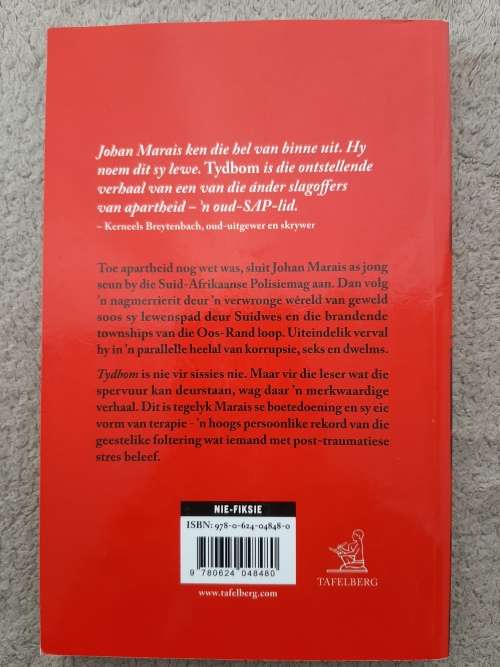 Johan Marais ken die hel van binne uit. Hy
noem dit sy lewe. Tydbom is die ontstellende
verhaal van een van die ánder slagoffers
van apartheid – 'n oud-SAP-lid.
– Kerneels Breytenbach, oud-uitgewer en skrywer
Toe apartheid nog wet was, sluit Johan Marais as jong
seun by die Suid-Afrikaanse Polisiemag aan. Dan volg
'n nagmerrierit deur 'n verwronge wêreld van geweld
soos sy lewenspad deur Suidwes en die brandende
townships van die Oos-Rand loop. Uiteindelik verval
hy in 'n parallelle heelal van korrupsie, seks en dwelms.
Tydbom is nie vir sissies nie. Maar vir die leser wat die
spervuur kan deurstaan, wag daar 'n merkwaardige
verhaal. Dit is tegelyk Marais se boetedoening en sy eie
vorm van terapie – 'n hoogs persoonlike rekord van die
geestelike foltering wat iemand met post-traumatiese
stres beleef.
NIE-FIKSIE
ISBN: 978-0-624-04848-0
9 780624 048480
www.tafelberg.com
TAFELBERG